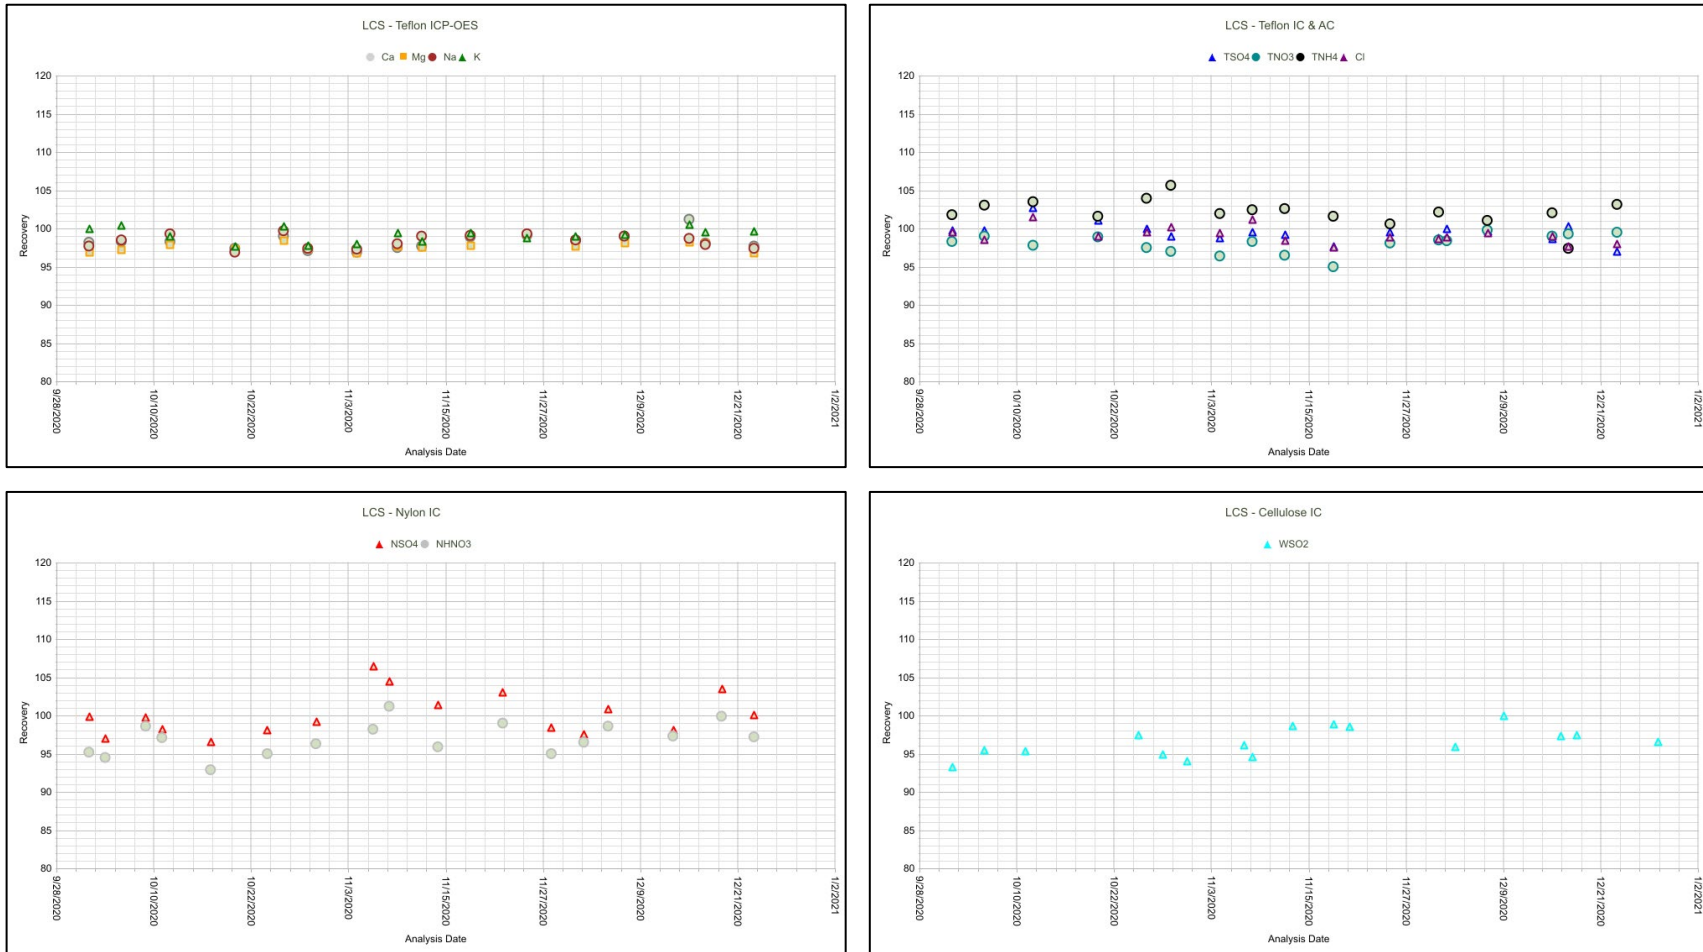 LCS - Teflon ICP-OES
Ca Mg Na K
120
115
110
105
100
95
90
85
80
Recovery
9/28/2020 10/10/2020 10/22/2020 11/3/2020 11/15/2020 11/27/2020 12/9/2020 12/21/2020 1/2/2021
Analysis Date
LCS - Teflon IC & AC
TSO4 TNO3 TNH4 Cl
120
115
110
105
100
95
90
85
80
Recovery
9/28/2020 10/10/2020 10/22/2020 11/3/2020 11/15/2020 11/27/2020 12/9/2020 12/21/2020 1/2/2021
Analysis Date
LCS - Nylon IC
NSO4 NHNO3
120
115
110
105
100
95
90
85
80
Recovery
9/28/2020 10/10/2020 10/22/2020 11/3/2020 11/15/2020 11/27/2020 12/9/2020 12/21/2020 1/2/2021
Analysis Date
LCS - Cellulose IC
WSO2
120
115
110
105
100
95
90
85
80
Recovery
9/28/2020 10/10/2020 10/22/2020 11/3/2020 11/15/2020 11/27/2020 12/9/2020 12/21/2020 1/2/2021
Analysis Date